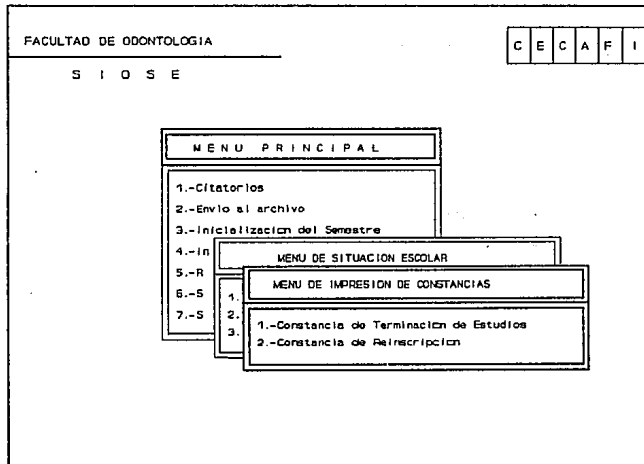 FACULTAD DE ODONTOLOGIA
C E C A F I
S I O S E
MENU PRINCIPAL
1.-Citatorios
2.-Envio al archivo
3.-Inicializacion del Semestre
4.-In
MENU DE SITUACION ESCOLAR
5.-R
MENU DE IMPRESION DE CONSTANCIAS
6.-S
1.
7.-S
2.
3.
1.-Constancia de Terminacion de Estudios
2.-Constancia de Reinscripcion